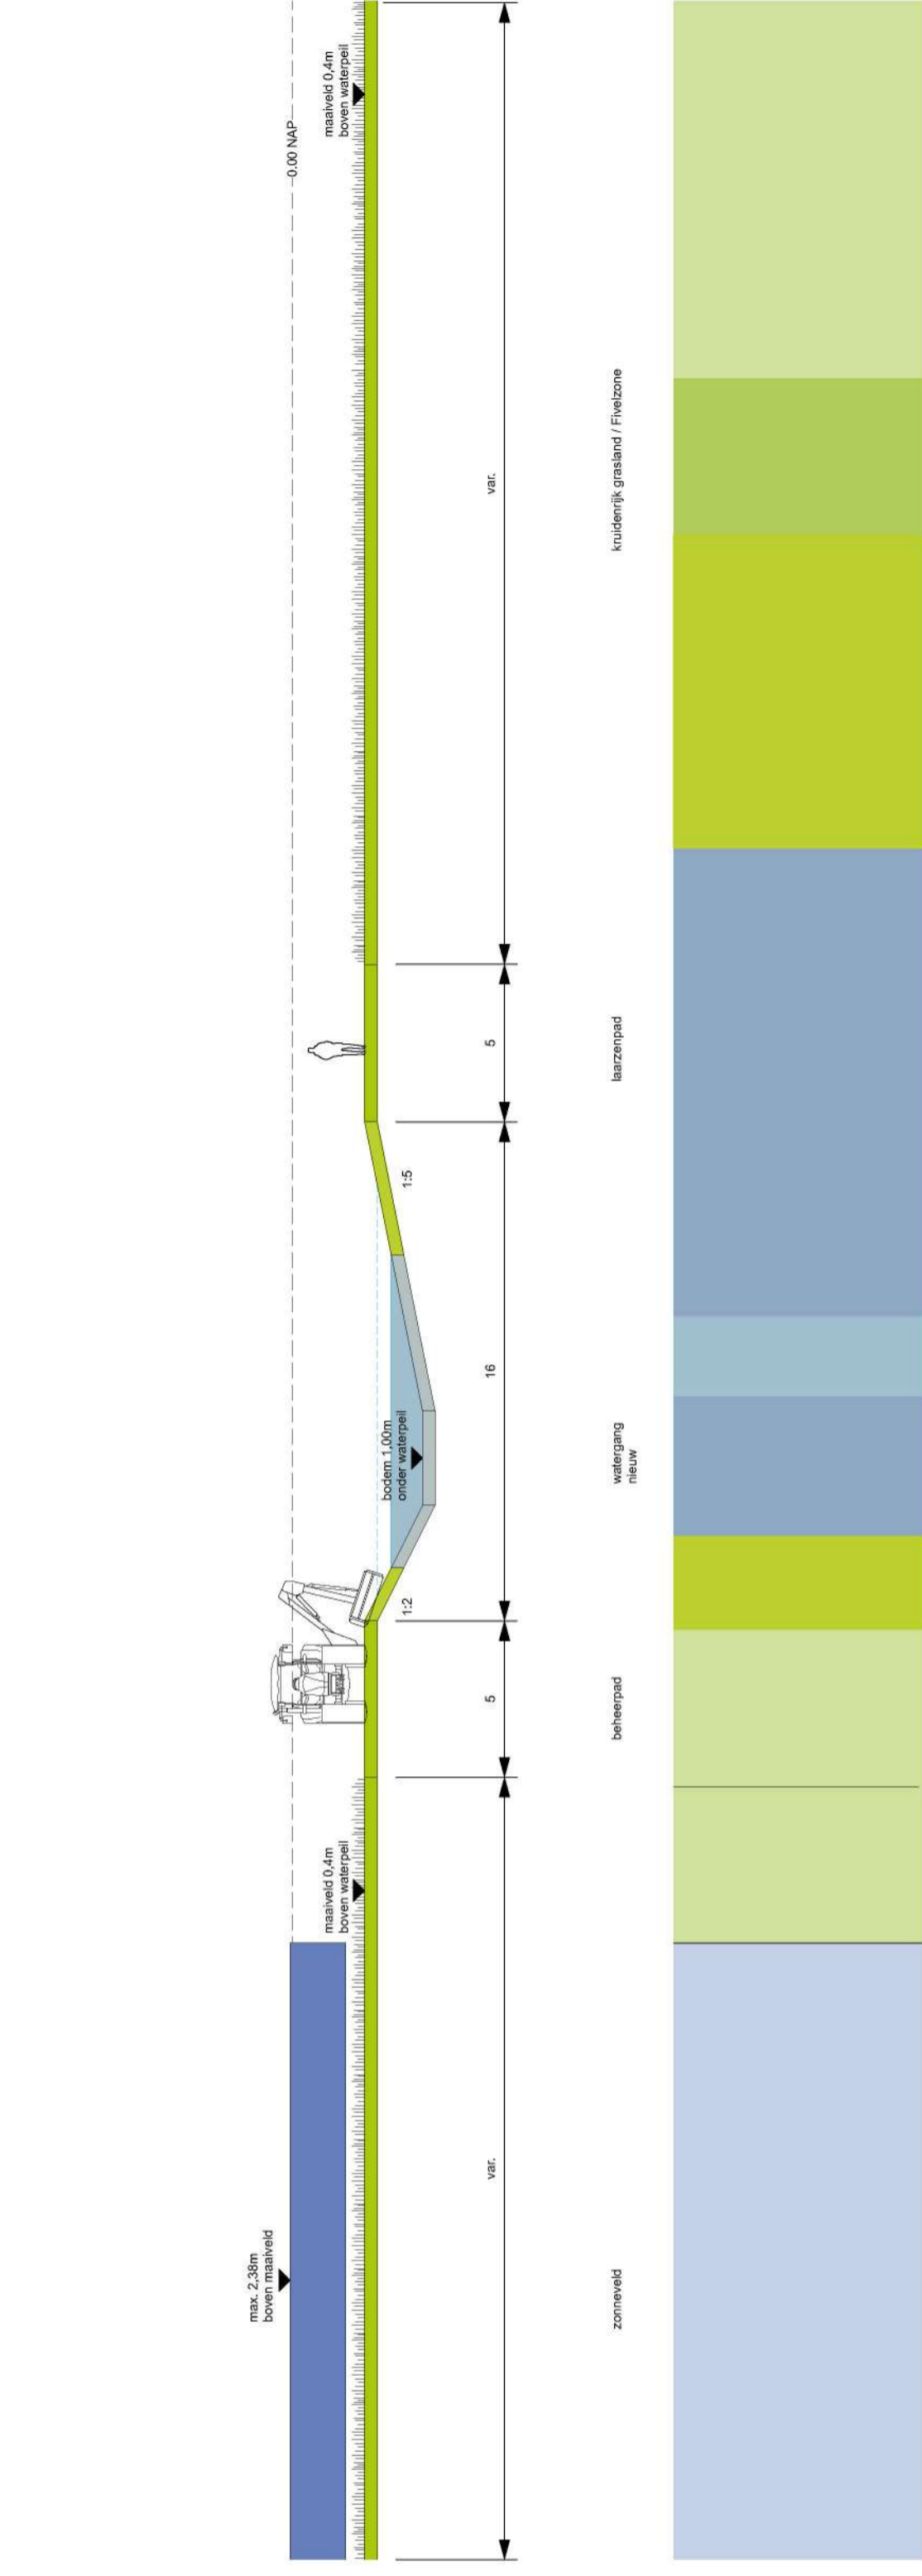 max. 2,38m
boven maaiveld
maaiveld 0,4m
boven waterpeil
bodem 1,00m
onder waterpeil
maaiveld 0,4m
boven waterpeil
0.00 NAP
1:2
1:5
var.
5
16
5
var.
zonneveld
beheerpad
watergang
nieuw
laarzenpad
kruidenrijk grasland / Fivelzone